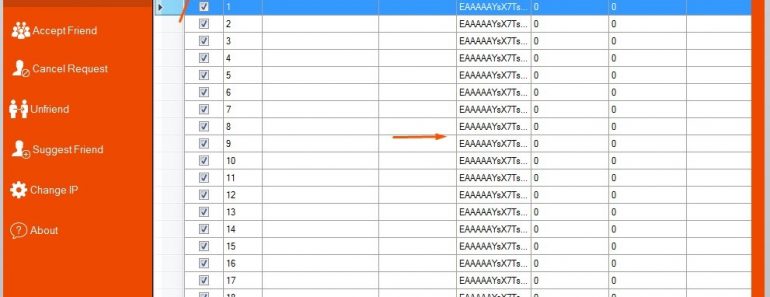 Accept Friend
Cancel Request
Unfriend
Suggest Friend
Change IP
About
1 EAAAAAYsX7Ts... 0 0
2 EAAAAAYsX7Ts... 0 0
3 EAAAAAYsX7Ts... 0 0
4 EAAAAAYsX7Ts... 0 0
5 EAAAAAYsX7Ts... 0 0
6 EAAAAAYsX7Ts... 0 0
7 EAAAAAYsX7Ts... 0 0
8 EAAAAAYsX7Ts... 0 0
9 EAAAAAYsX7Ts... 0 0
10 EAAAAAYsX7Ts... 0 0
11 EAAAAAYsX7Ts... 0 0
12 EAAAAAYsX7Ts... 0 0
13 EAAAAAYsX7Ts... 0 0
14 EAAAAAYsX7Ts... 0 0
15 EAAAAAYsX7Ts... 0 0
16 EAAAAAYsX7Ts... 0 0
17 EAAAAAYsX7Ts... 0 0